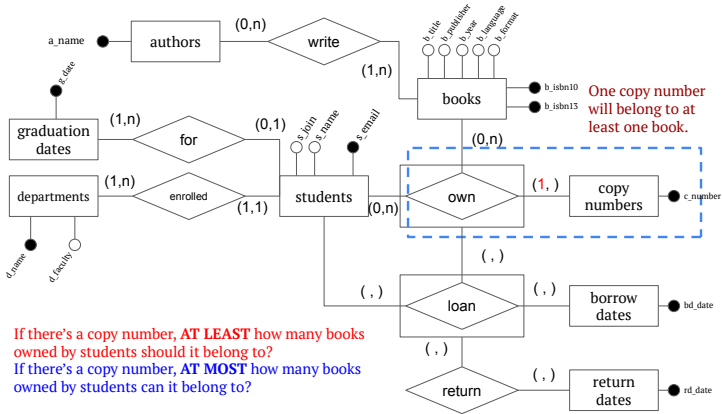 a_name
authors
(0,n)
write
(1,n)
b_title
b_publisher
b_year
b_language
b_format
books
b_isbn10
b_isbn13
One copy number
will belong to at
least one book.
g_date
graduation
dates
(1,n)
for
(0,1)
s_join
s_name
s_email
(0,n)
departments
(1,n)
enrolled
(1,1)
students
(0,n)
own
(1, )
copy
numbers
c_number
d_name
d_faculty
( , )
( , )
loan
( , )
borrow
dates
bd_date
If there's a copy number, AT LEAST how many books
owned by students should it belong to?
If there's a copy number, AT MOST how many books
owned by students can it belong to?
( , )
return
( , )
return
dates
rd_date